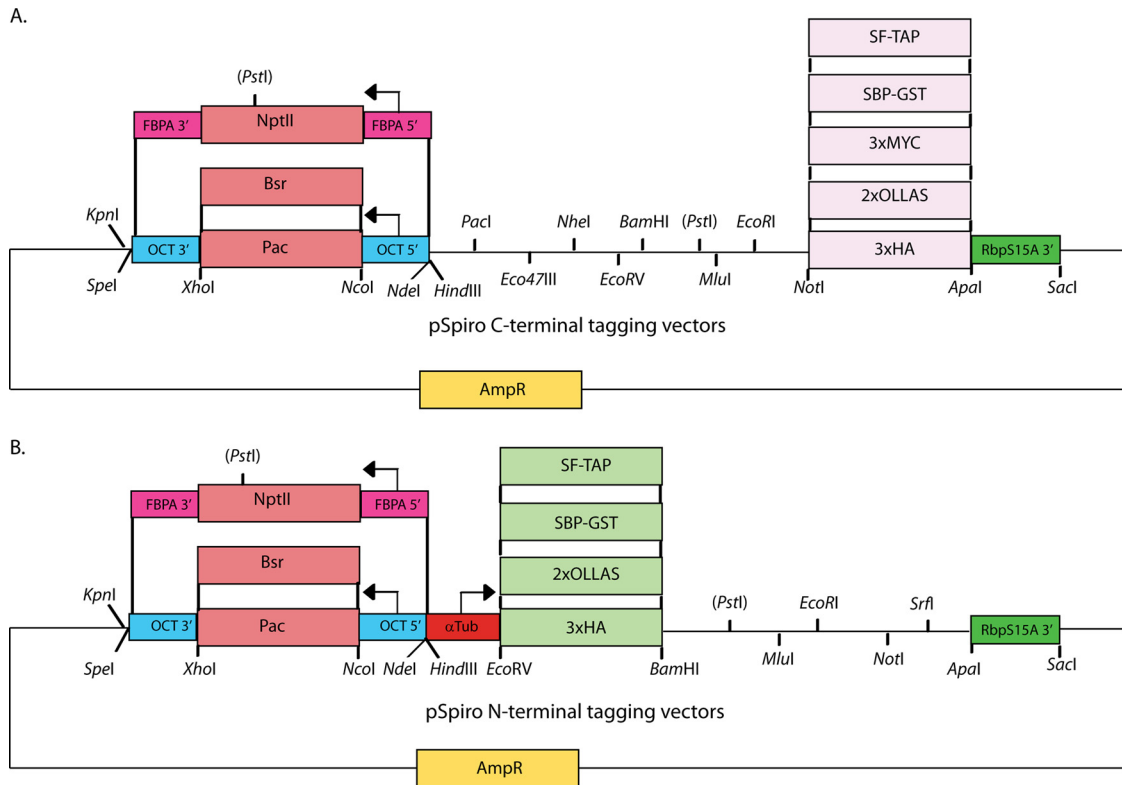 A.
SF-TAP
(PstI)
SBP-GST
FBPA 3’
NptII
FBPA 5’
3xMYC
Bsr
2xOLLAS
KpnI
PacI
NheI
BamHI
(PstI)
EcoRI
OCT 3’
Pac
OCT 5’
3xHA
RbpS15A 3’
SpeI
XhoI
NcoI
NdeI
HindIII
Eco47III
EcoRV
MluI
NotI
ApaI
SacI
pSpiro C-terminal tagging vectors
AmpR
B.
SF-TAP
(PstI)
FBPA 3’
NptII
FBPA 5’
SBP-GST
Bsr
2xOLLAS
KpnI
(PstI)
EcoRI
SrfI
OCT 3’
Pac
OCT 5’
αTub
3xHA
RbpS15A 3’
SpeI
XhoI
NcoI
NdeI
HindIII
EcoRV
BamHI
MluI
NotI
ApaI
SacI
pSpiro N-terminal tagging vectors
AmpR